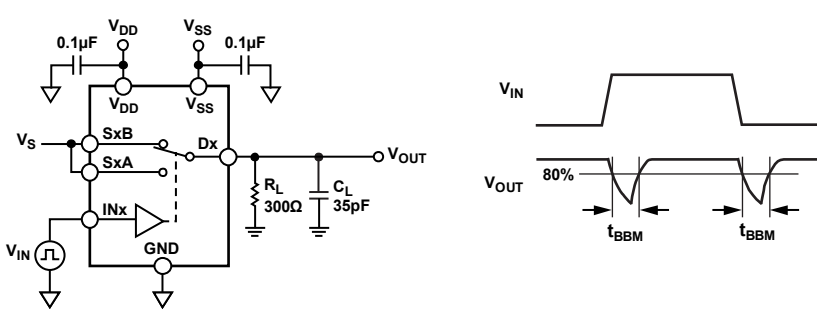 VDD
VSS
0.1µF
0.1µF
VDD
VSS
VS
SxB
Dx
VOUT
SxA
RL
300Ω
CL
35pF
INx
GND
VIN
VIN
VOUT
80%
tBBM
tBBM